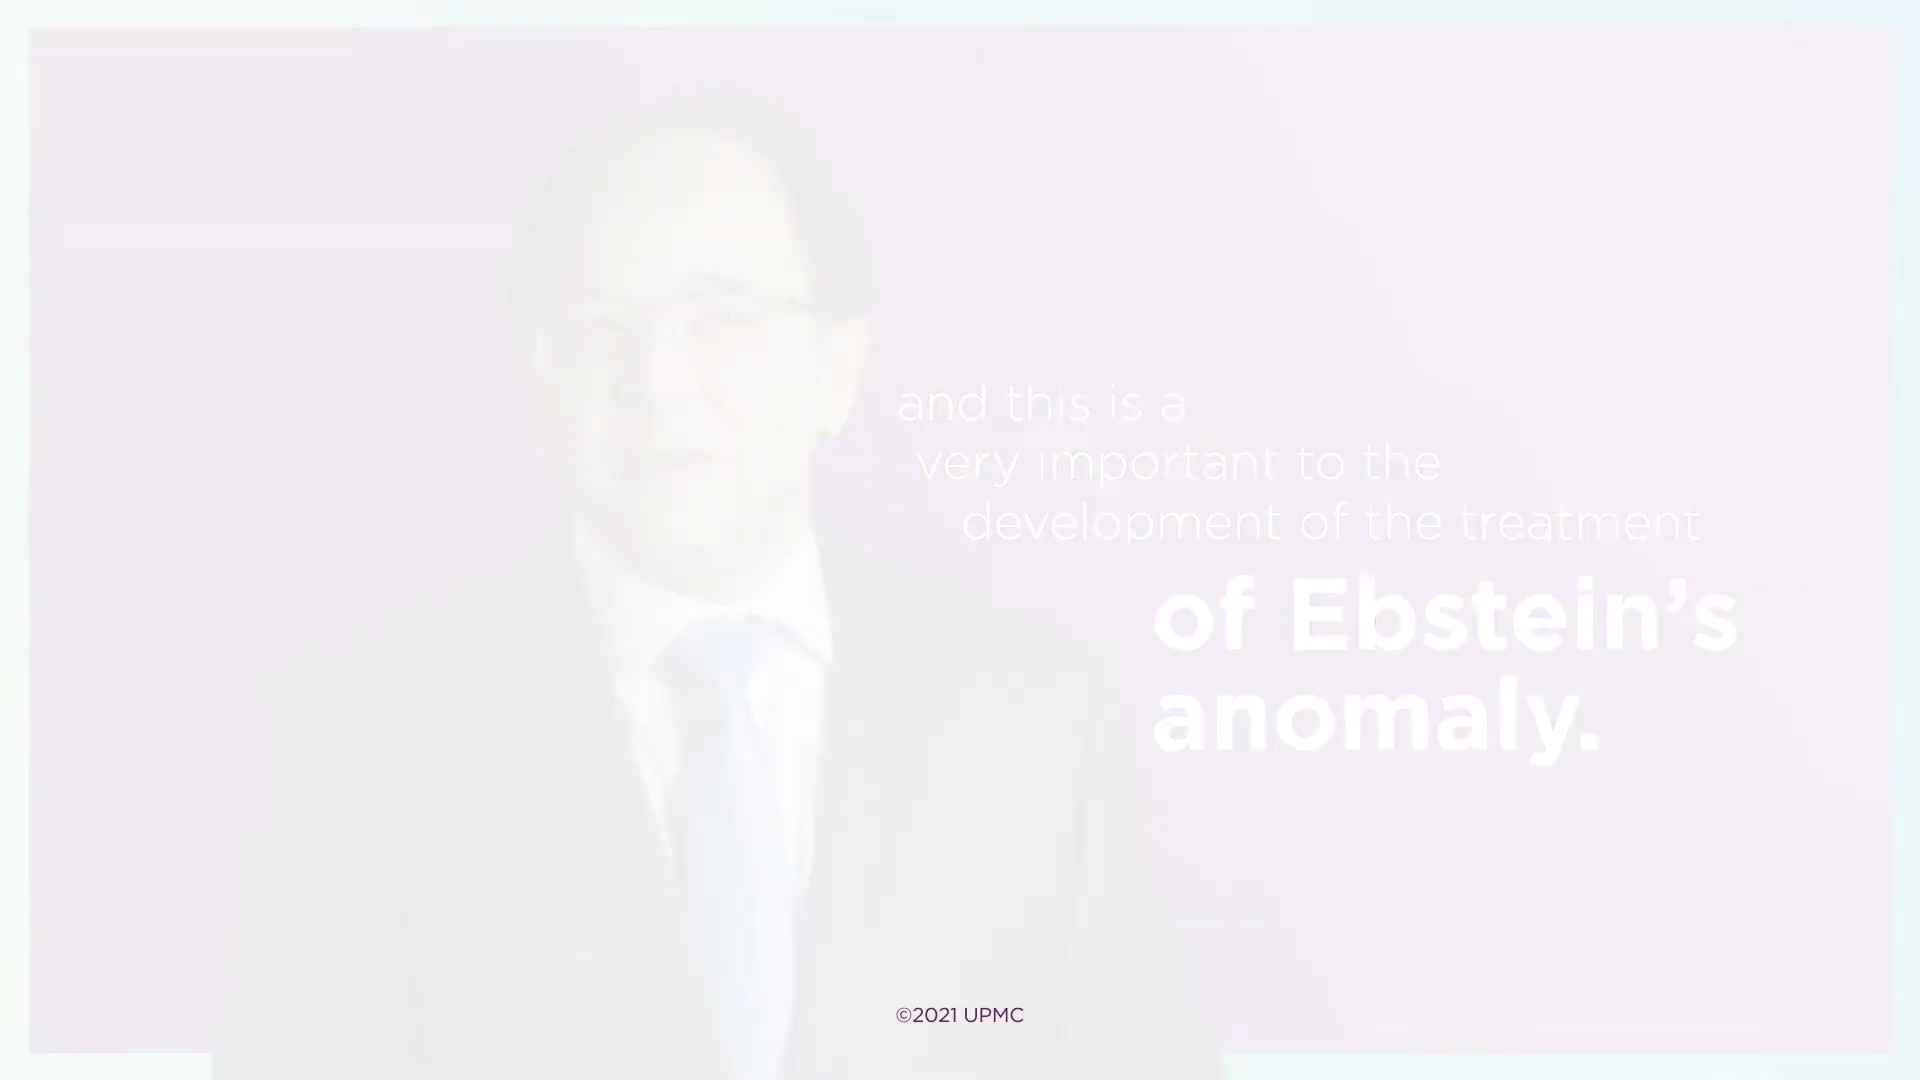 and this is a
very important to the
development of the treatment
of Ebstein’s
anomaly.
©2021 UPMC